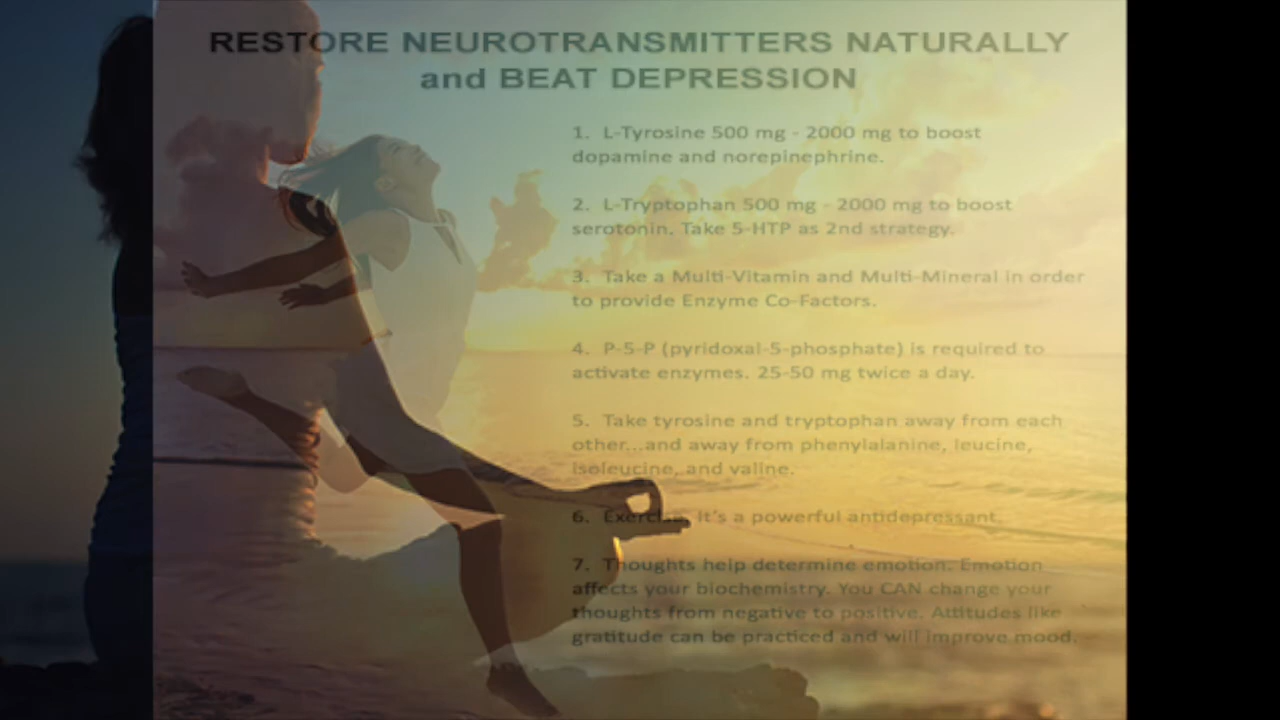 RESTORE NEUROTRANSMITTERS NATURALLY
and BEAT DEPRESSION
1. L-Tyrosine 500 mg - 2000 mg to boost
dopamine and norepinephrine.
2. L-Tryptophan 500 mg - 2000 mg to boost
serotonin. Take 5-HTP as 2nd strategy.
3. Take a Multi-Vitamin and Multi-Mineral in order
to provide Enzyme Co-Factors.
4. P-5-P (pyridoxal-5-phosphate) is required to
activate enzymes. 25-50 mg twice a day.
5. Take tyrosine and tryptophan away from each
other...and away from phenylalanine, leucine,
isoleucine, and valine.
6. Exercise. It's a powerful antidepressant.
7. Thoughts help determine emotion. Emotion
affects your biochemistry. You CAN change your
thoughts from negative to positive. Attitudes like
gratitude can be practiced and will improve mood.